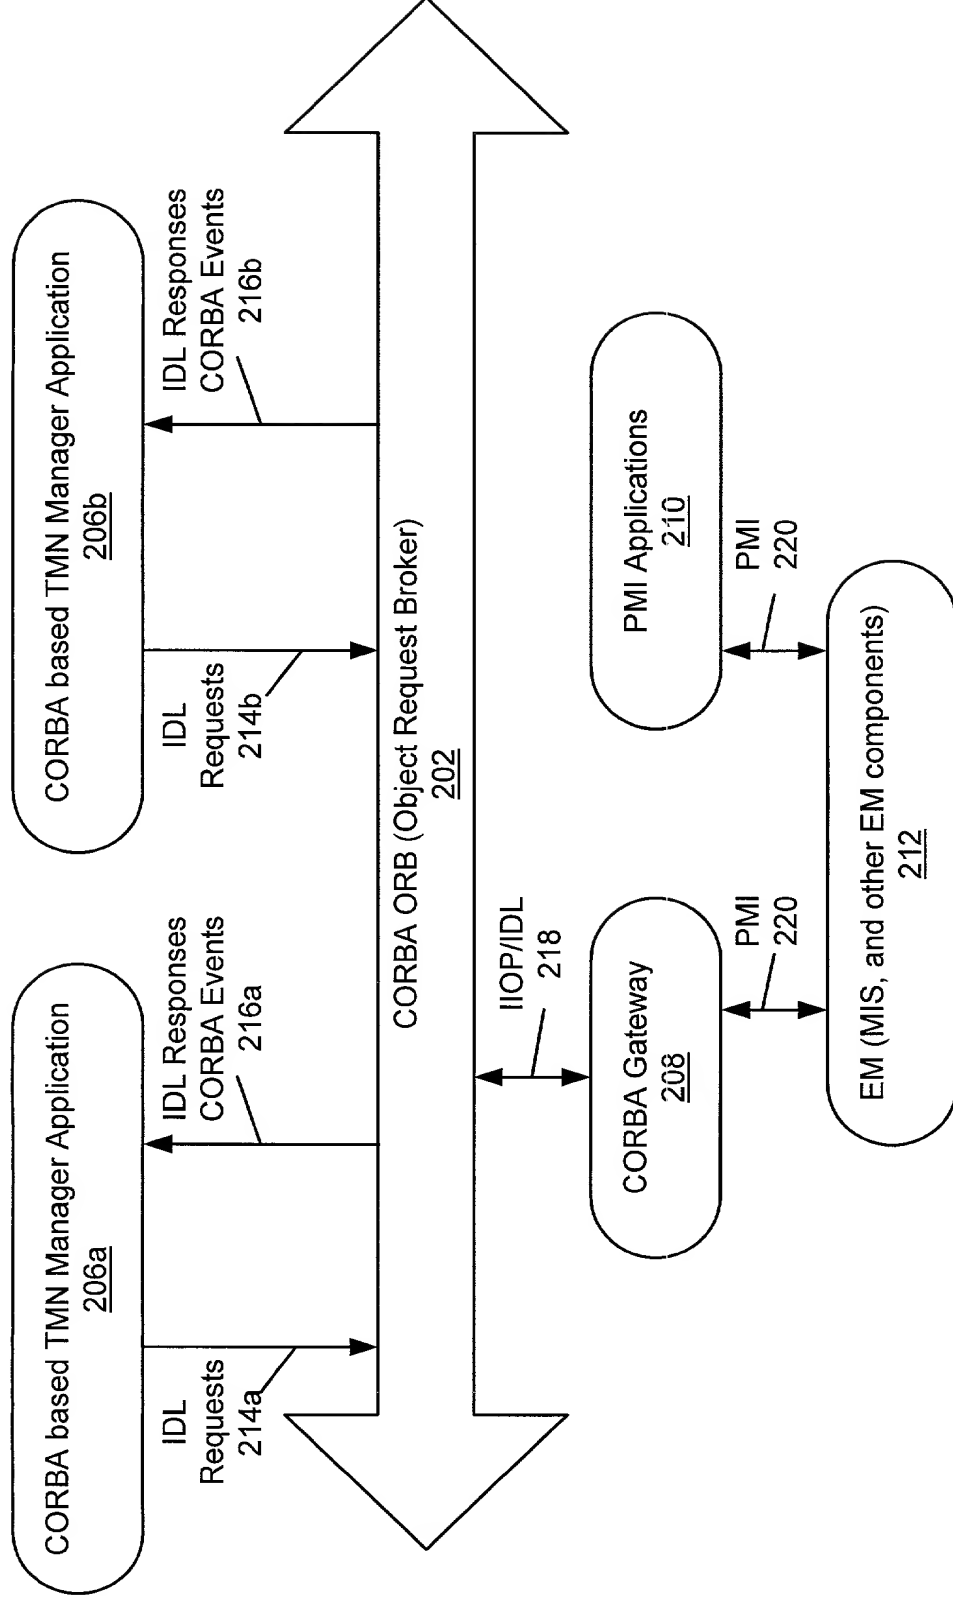 CORBA based TMN Manager Application
206a
CORBA based TMN Manager Application
206b
IDL
Requests
214a
IDL Responses
CORBA Events
216a
IDL
Requests
214b
IDL Responses
CORBA Events
216b
CORBA ORB (Object Request Broker)
202
IIOP/IDL
218
CORBA Gateway
208
PMI Applications
210
PMI
220
PMI
220
EM (MIS, and other EM components)
212